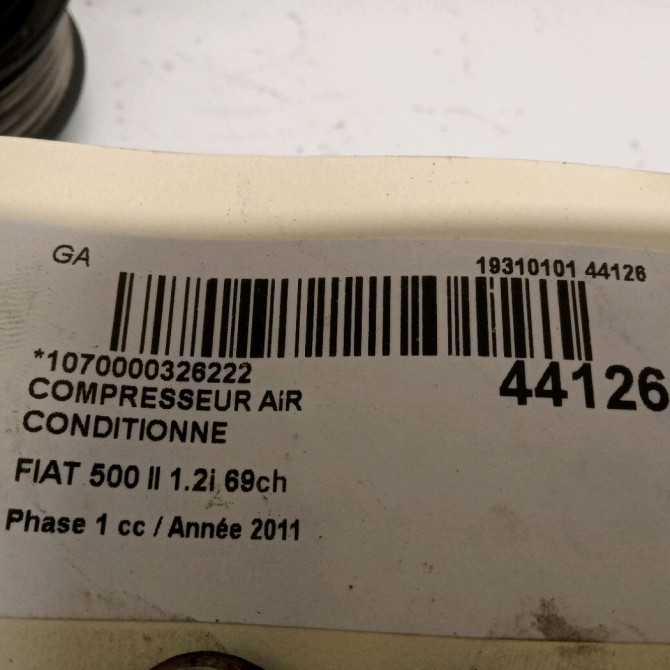 GA
19310101 44126
*1070000326222
44126
COMPRESSEUR AiR
CONDITIONNE
FIAT 500 II 1.2i 69ch
Phase 1 cc / Année 2011